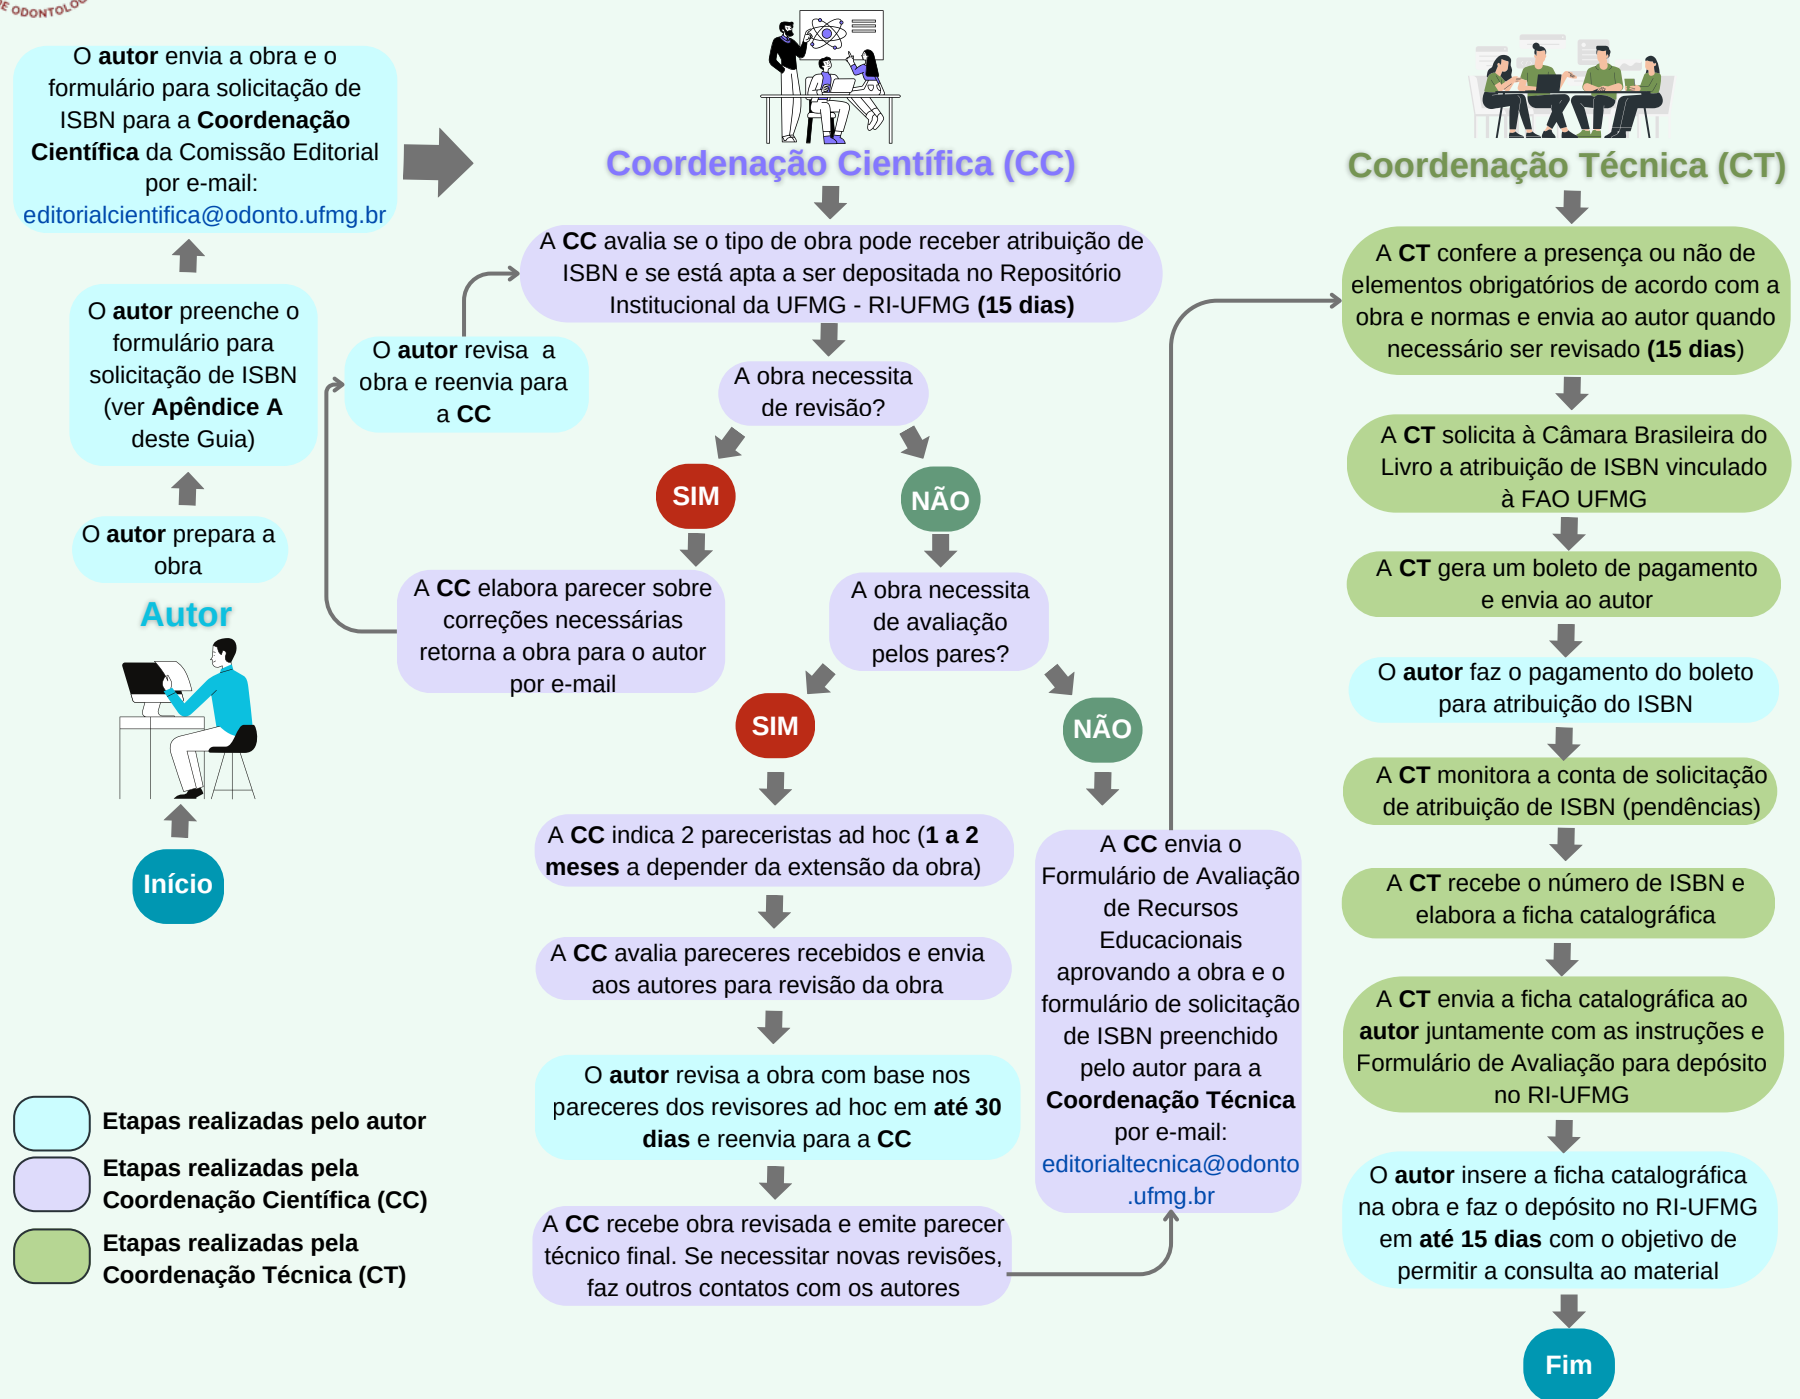 DE ODONTOLOG
O autor envia a obra e o
formulário para solicitação de
ISBN para a Coordenação
Científica da Comissão Editorial
por e-mail:
editorialcientifica@odonto.ufmg.br
O autor preenche o
formulário para
solicitação de ISBN
(ver Apêndice A
deste Guia)
O autor prepara a
obra
Autor
Início
Coordenação Científica (CC)
A CC avalia se o tipo de obra pode receber atribuição de
ISBN e se está apta a ser depositada no Repositório
Institucional da UFMG - RI-UFMG (15 dias)
O autor revisa a
obra e reenvia para
a CC
A obra necessita
de revisão?
SIM
NÃO
A CC elabora parecer sobre
correções necessárias
retorna a obra para o autor
por e-mail
A obra necessita
de avaliação
pelos pares?
SIM
NÃO
A CC indica 2 pareceristas ad hoc (1 a 2
meses a depender da extensão da obra)
A CC avalia pareceres recebidos e envia
aos autores para revisão da obra
O autor revisa a obra com base nos
pareceres dos revisores ad hoc em até 30
dias e reenvia para a CC
A CC recebe obra revisada e emite parecer
técnico final. Se necessitar novas revisões,
faz outros contatos com os autores
A CC envia o
Formulário de Avaliação
de Recursos
Educacionais
aprovando a obra e o
formulário de solicitação
de ISBN preenchido
pelo autor para a
Coordenação Técnica
por e-mail:
editorialtecnica@odonto
.ufmg.br
Coordenação Técnica (CT)
A CT confere a presença ou não de
elementos obrigatórios de acordo com a
obra e normas e envia ao autor quando
necessário ser revisado (15 dias)
A CT solicita à Câmara Brasileira do
Livro a atribuição de ISBN vinculado
à FAO UFMG
A CT gera um boleto de pagamento
e envia ao autor
O autor faz o pagamento do boleto
para atribuição do ISBN
A CT monitora a conta de solicitação
de atribuição de ISBN (pendências)
A CT recebe o número de ISBN e
elabora a ficha catalográfica
A CT envia a ficha catalográfica ao
autor juntamente com as instruções e
Formulário de Avaliação para depósito
no RI-UFMG
O autor insere a ficha catalográfica
na obra e faz o depósito no RI-UFMG
em até 15 dias com o objetivo de
permitir a consulta ao material
Fim
Etapas realizadas pelo autor
Etapas realizadas pela
Coordenação Científica (CC)
Etapas realizadas pela
Coordenação Técnica (CT)